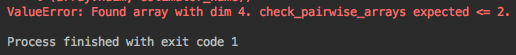 ValueError: Found array with dim 4. check_pairwise_arrays expected <= 2.
Process finished with exit code 1